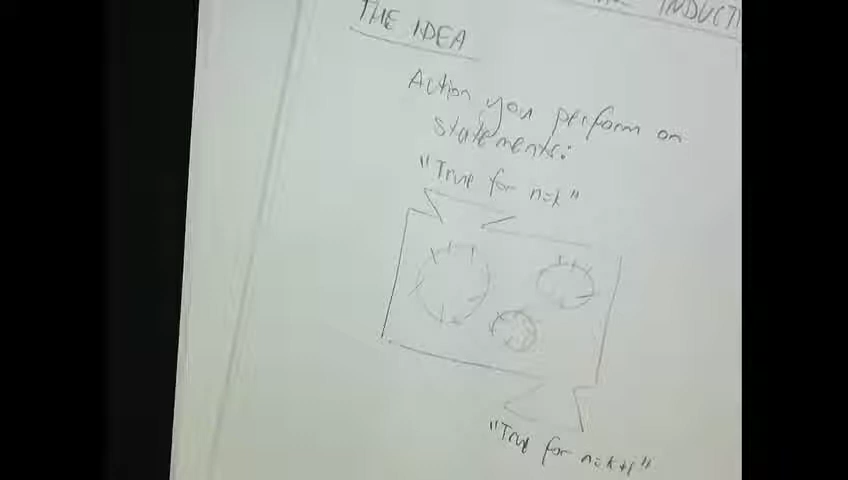 INDUCTI
THE IDEA
Action you perform on
statements:
"True for n=k"
"True for n=k+1"